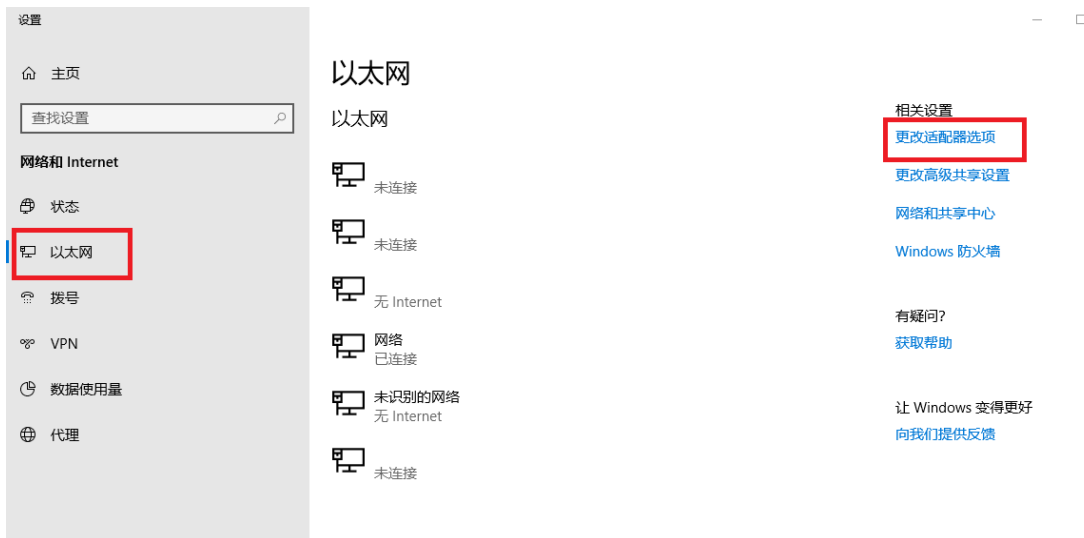 设置
主页
查找设置
网络和 Internet
状态
以太网
拨号
VPN
数据使用量
代理
以太网
以太网
未连接
未连接
无 Internet
网络
已连接
未识别的网络
无 Internet
未连接
相关设置
更改适配器选项
更改高级共享设置
网络和共享中心
Windows 防火墙
有疑问?
获取帮助
让 Windows 变得更好
向我们提供反馈